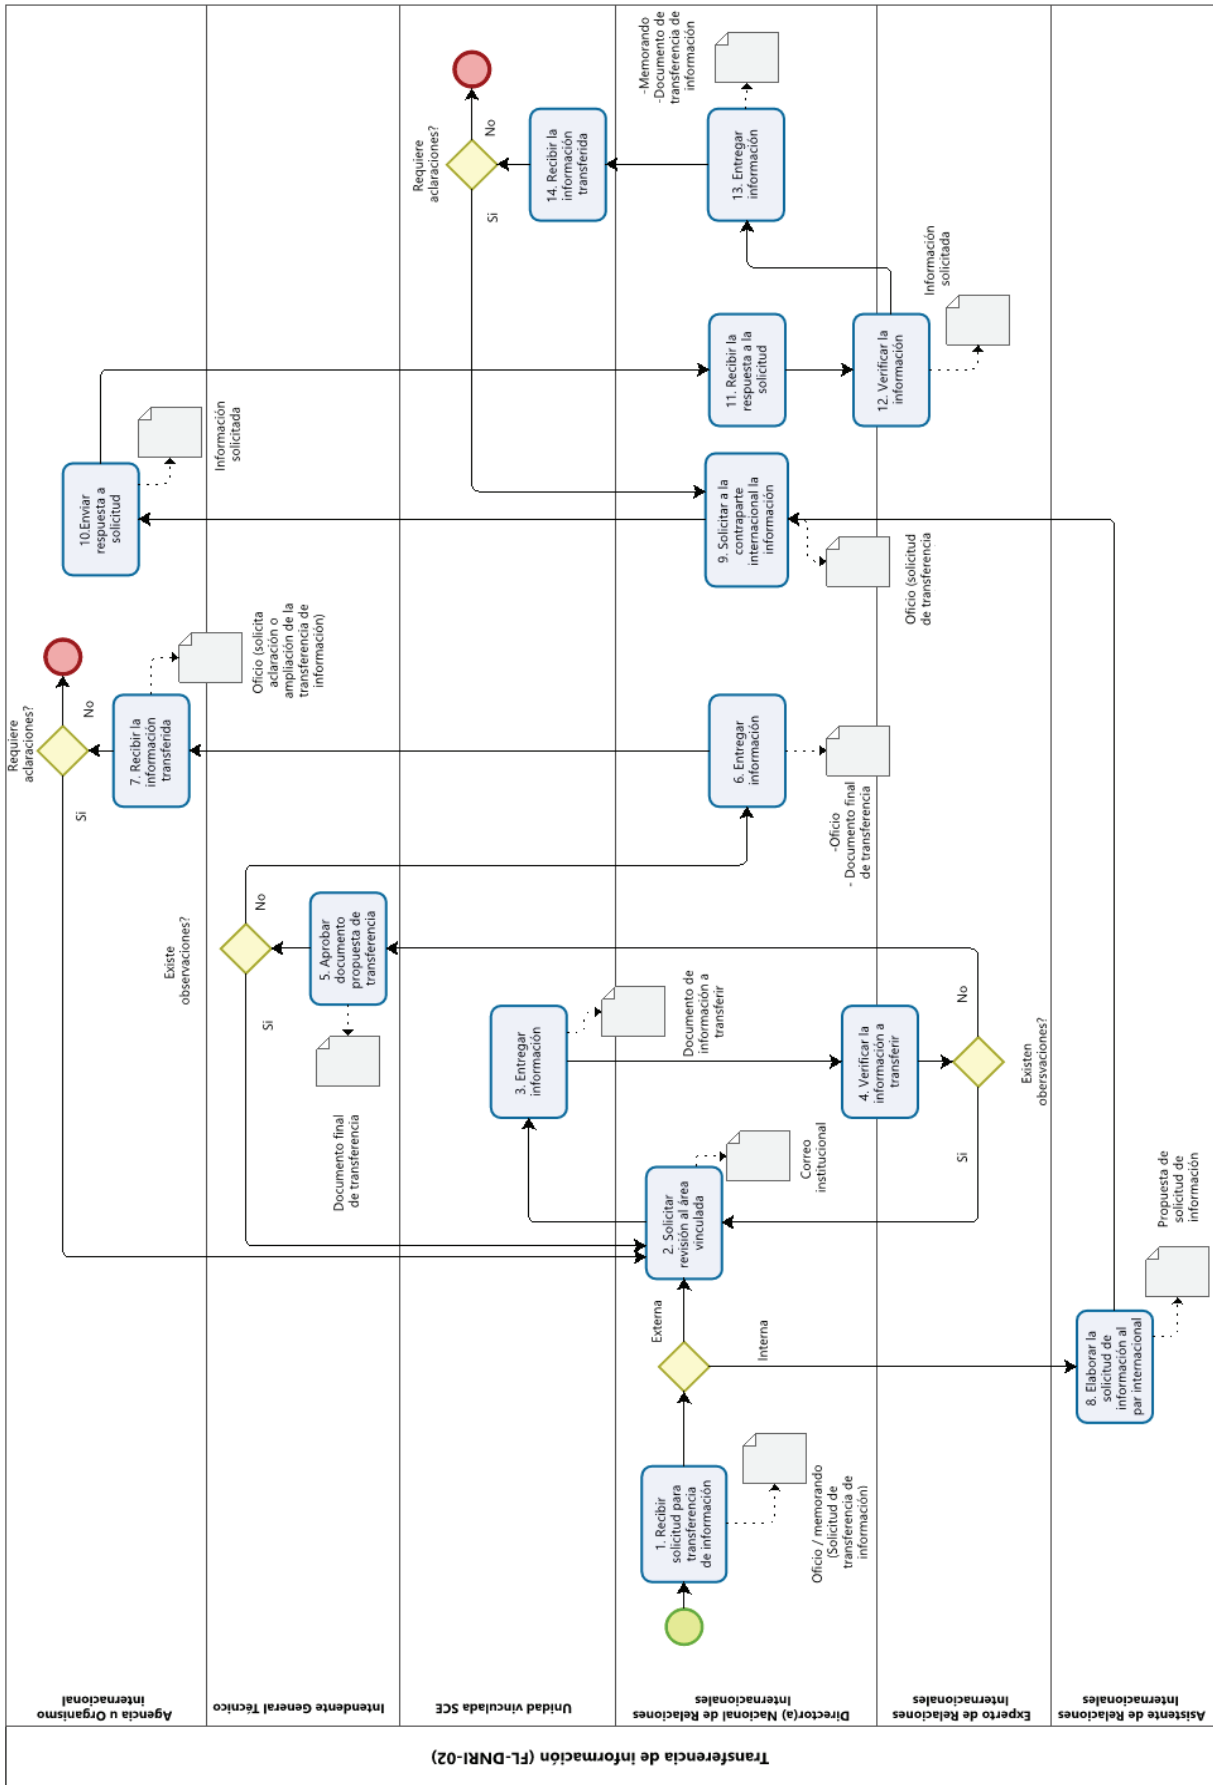 Transferencia de información (FL-DNRI-02)
Agencia u Organismo
internacional
Intendente General Técnico
Unidad vinculada SCE
Director(a) Nacional de Relaciones
Internacionales
Experto de Relaciones
Internacionales
Asistente de Relaciones
Internacionales
1. Recibir
solicitud para
transferencia
de información
Oficio / memorando
(Solicitud de
transferencia de
información)
Externa
Interna
2. Solicitar
revisión al área
vinculada
Correo
institucional
3. Entregar
información
Documento de
información a
transferir
4. Verificar la
información a
transferir
Existen
obersvaciones?
Si
No
5. Aprobar
documento
propuesta de
transferencia
Documento final
de transferencia
Existe
observaciones?
Si
No
6. Entregar
información
-Oficio
- Documento final
de transferencia
7. Recibir la
información
transferida
Oficio (solicita
aclaración o
ampliación de la
transferencia de
información)
Requiere
aclaraciones?
Si
No
8. Elaborar la
solicitud de
información al
par internacional
Propuesta de
solicitud de
información
9. Solicitar a la
contraparte
internacional la
información
Oficio (solicitud
de transferencia
10.Enviar
respuesta a
solicitud
Información
solicitada
11. Recibir la
respuesta a la
solicitud
12. Verificar la
información
Información
solicitada
13. Entregar
información
-Memorando
-Documento de
transferencia de
información
14. Recibir la
información
transferida
Requiere
aclaraciones?
Si
No